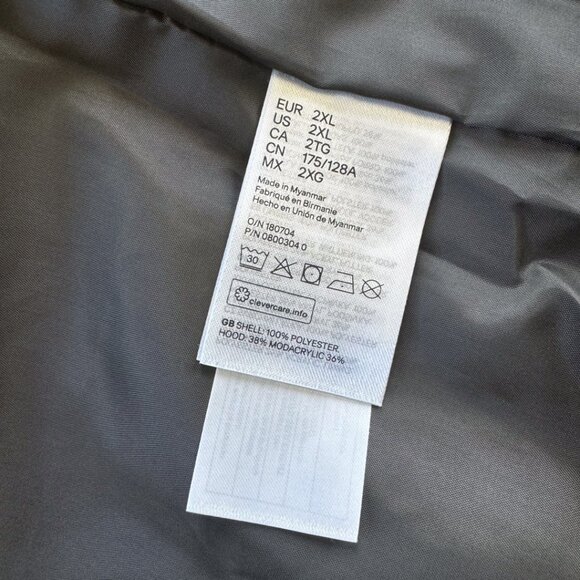 EUR 2XL
US 2XL
CA 2TG
CN 175/128A
MX 2XG
Made in Myanmar
Fabriqué en Birmanie
Hecho en Unión de Myanmar
O/N 180704
P/N 0800304 0
30
clevercare.info
GB SHELL: 100% POLYESTER
HOOD: 38% MODACRYLIC 36%